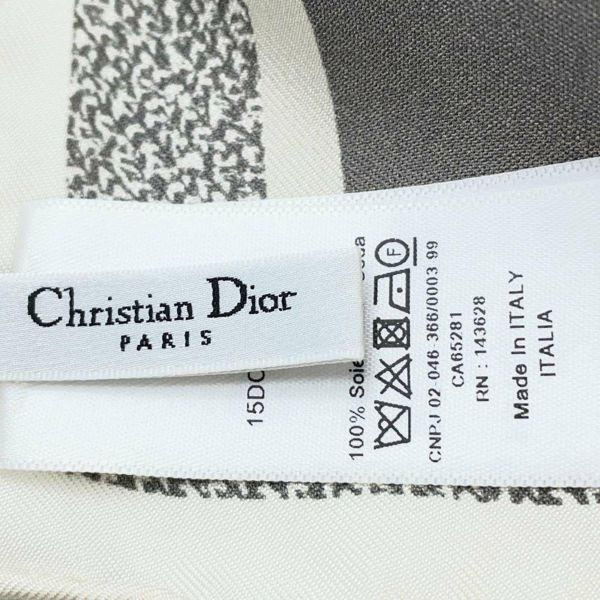 Christian Dior
PARIS
15DC
100% Soie
CNPJ 02-046-366/0003 99
CA65281
RN : 143628
Made In ITALY
ITALIA